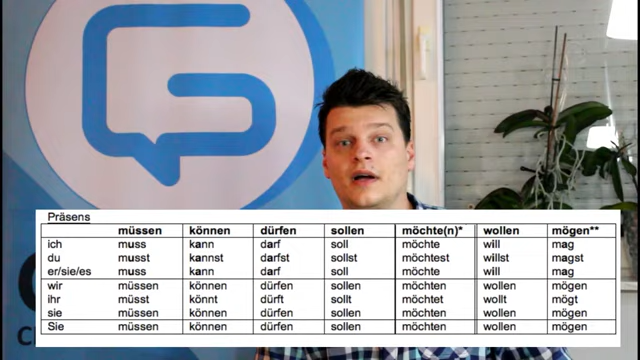 Präsens
müssen können dürfen sollen möchte(n)* wollen mögen**
ich muss kann darf soll möchte will mag
du musst kannst darfst sollst möchtest willst magst
er/sie/es muss kann darf soll möchte will mag
wir müssen können dürfen sollen möchten wollen mögen
ihr müsst könnt dürft sollt möchtet wollt mögt
sie müssen können dürfen sollen möchten wollen mögen
Sie müssen können dürfen sollen möchten wollen mögen